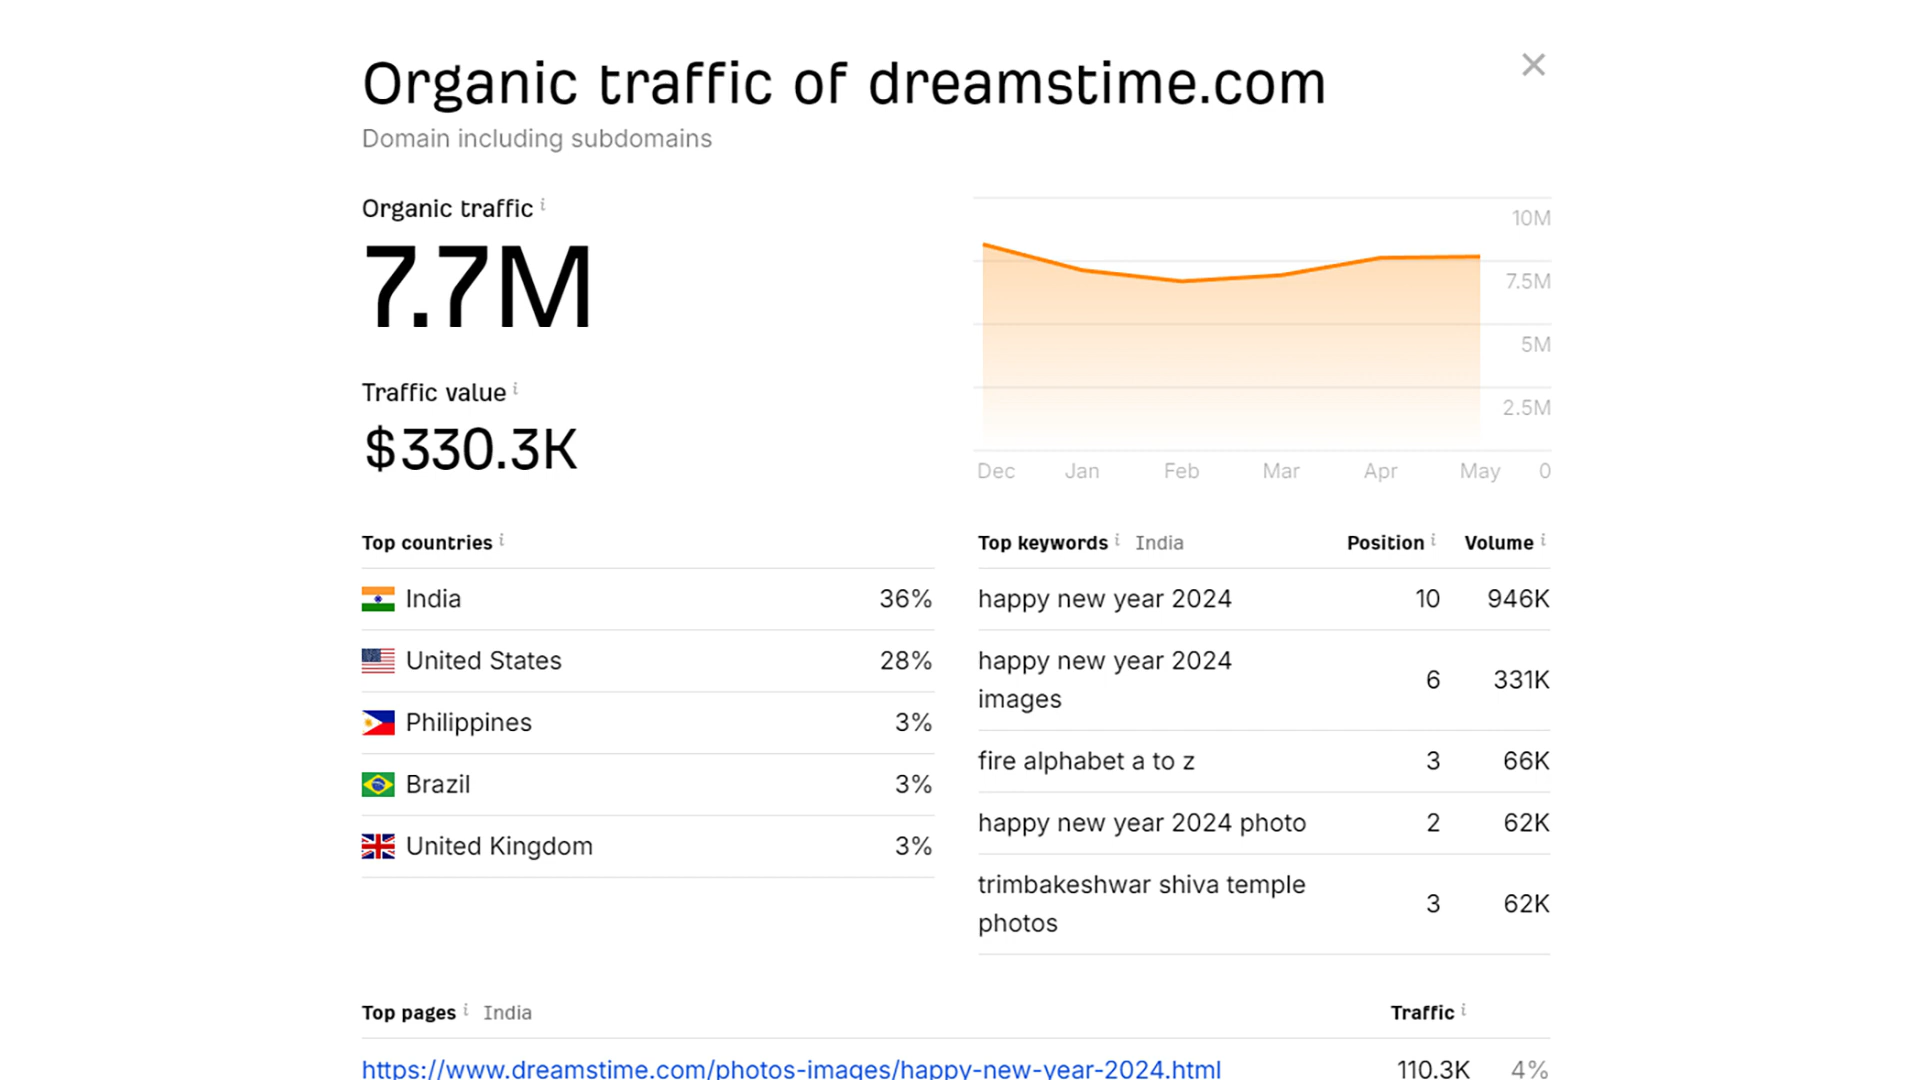 Organic traffic of dreamstime.com
Domain including subdomains
Organic traffic i
7.7M
Traffic value i
$330.3K
10M
7.5M
5M
2.5M
Dec Jan Feb Mar Apr May 0
Top countries i
India 36%
United States 28%
Philippines 3%
Brazil 3%
United Kingdom 3%
Top keywords i India Position i Volume i
happy new year 2024 10 946K
happy new year 2024
images 6 331K
fire alphabet a to z 3 66K
happy new year 2024 photo 2 62K
trimbakeshwar shiva temple
photos 3 62K
Top pages i India Traffic i
https://www.dreamstime.com/photos-images/happy-new-year-2024.html 110.3K 4%